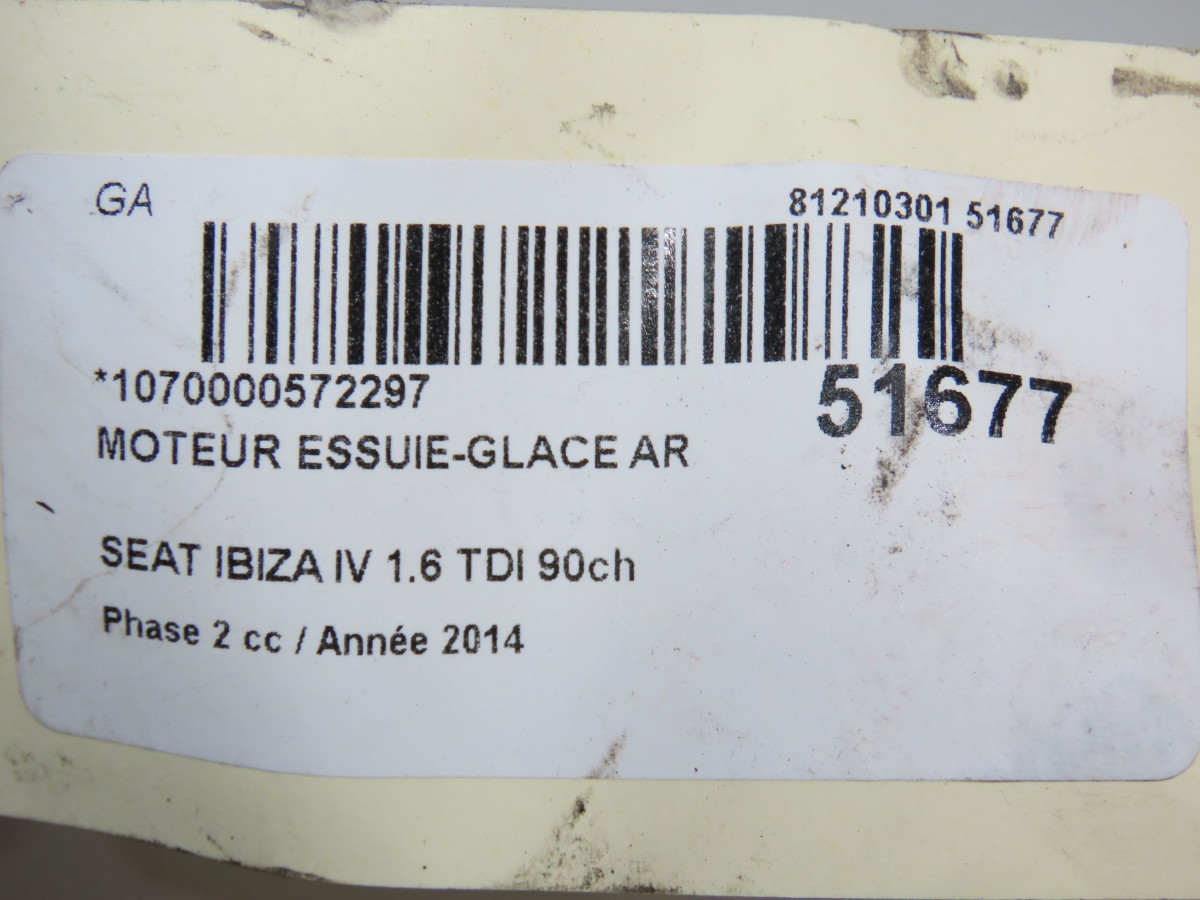 GA
81210301 51677
*1070000572297
51677
MOTEUR ESSUIE-GLACE AR
SEAT IBIZA IV 1.6 TDI 90ch
Phase 2 cc / Année 2014